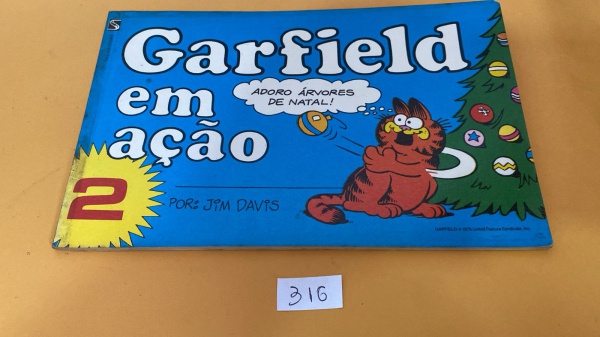 Garfield
em
ação
ADORO ÁRVORES
DE NATAL!
2
POR: JIM DAVIS
316